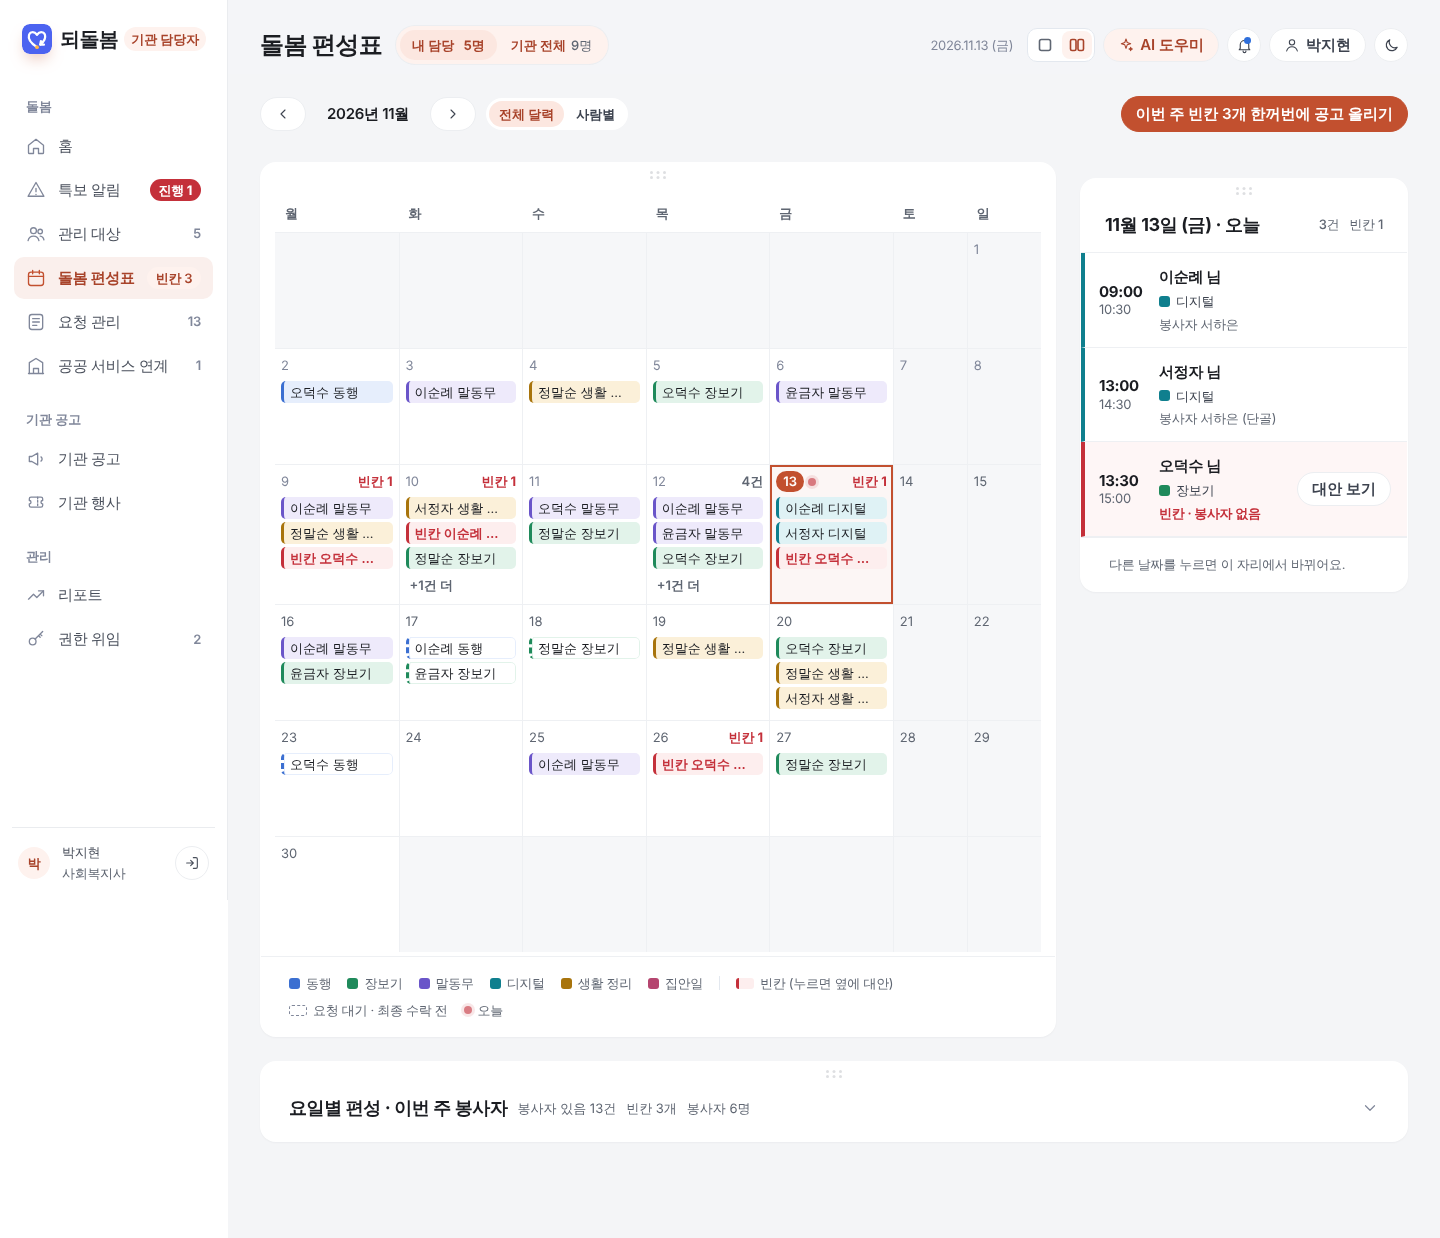 되돌봄 기관 담당자
돌봄
홈
특보 알림 진행 1
관리 대상 5
돌봄 편성표 빈칸 3
요청 관리 13
공공 서비스 연계 1
기관 공고
기관 공고
기관 행사
관리
리포트
권한 위임 2
박 박지현
사회복지사
돌봄 편성표 내 담당 5명 기관 전체 9명
2026.11.13 (금) AI 도우미 박지현
2026년 11월 전체 달력 사람별
이번 주 빈칸 3개 한꺼번에 공고 올리기
월 화 수 목 금 토 일
1
2 3 4 5 6 7 8
오덕수 동행 이순례 말동무 정말순 생활 ... 오덕수 장보기 윤금자 말동무
9 빈칸 1 10 빈칸 1 11 12 4건 13 빈칸 1 14 15
이순례 말동무 서정자 생활 ... 오덕수 말동무 이순례 말동무 이순례 디지털
정말순 생활 ... 빈칸 이순례 ... 정말순 장보기 윤금자 말동무 서정자 디지털
빈칸 오덕수 ... 정말순 장보기 오덕수 장보기 빈칸 오덕수 ...
+1건 더 +1건 더
16 17 18 19 20 21 22
이순례 말동무 이순례 동행 정말순 장보기 정말순 생활 ... 오덕수 장보기
윤금자 장보기 윤금자 장보기 정말순 생활 ...
서정자 생활 ...
23 24 25 26 빈칸 1 27 28 29
오덕수 동행 이순례 말동무 빈칸 오덕수 ... 정말순 장보기
30
동행 장보기 말동무 디지털 생활 정리 집안일 빈칸 (누르면 옆에 대안)
요청 대기 · 최종 수락 전 오늘
11월 13일 (금) · 오늘 3건 빈칸 1
09:00
10:30
이순례 님
디지털
봉사자 서하은
13:00
14:30
서정자 님
디지털
봉사자 서하은 (단골)
13:30
15:00
오덕수 님
장보기
빈칸 · 봉사자 없음
대안 보기
다른 날짜를 누르면 이 자리에서 바뀌어요.
요일별 편성 · 이번 주 봉사자 봉사자 있음 13건 빈칸 3개 봉사자 6명